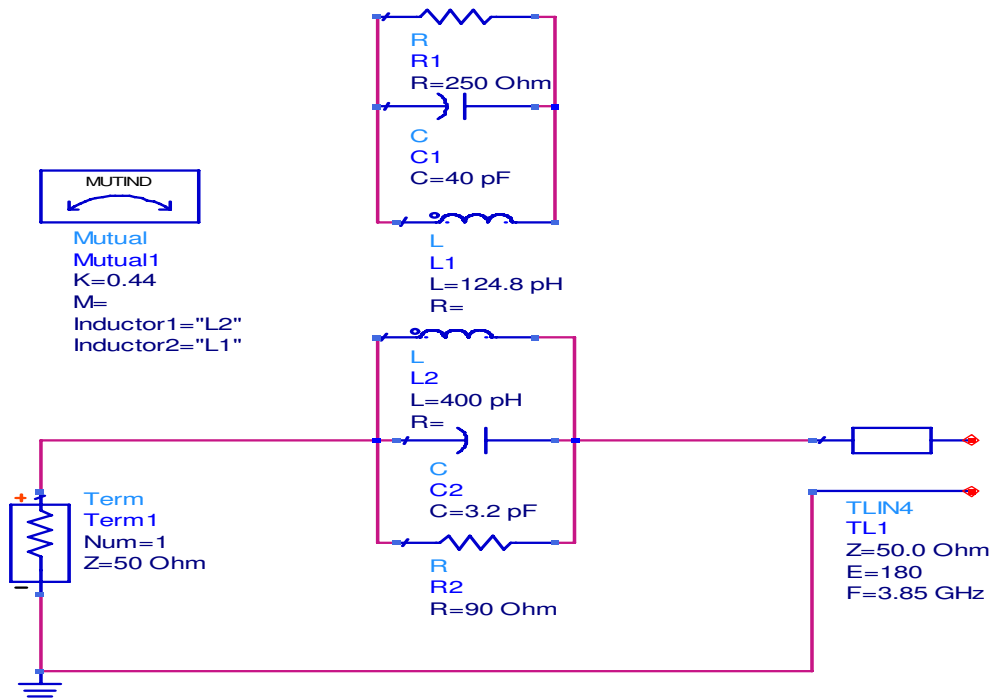 R
R1
R=250 Ohm
C
C1
C=40 pF
MUTIND
Mutual
Mutual1
K=0.44
M=
Inductor1="L2"
Inductor2="L1"
L
L1
L=124.8 pH
R=
L
L2
L=400 pH
R=
C
C2
C=3.2 pF
R
R2
R=90 Ohm
+
Term
Term1
Num=1
Z=50 Ohm
–
TLIN4
TL1
Z=50.0 Ohm
E=180
F=3.85 GHz